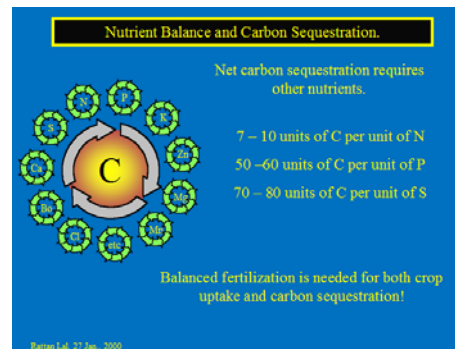 Nutrient Balance and Carbon Sequestration.
Net carbon sequestration requires
other nutrients.
7 – 10 units of C per unit of N
50 –60 units of C per unit of P
70 – 80 units of C per unit of S
N
P
K
Zn
Mg
Mn
etc
Cl
Bo
Ca
S
C
Balanced fertilization is needed for both crop
uptake and carbon sequestration!
Rattan Lal, 27 Jan., 2000